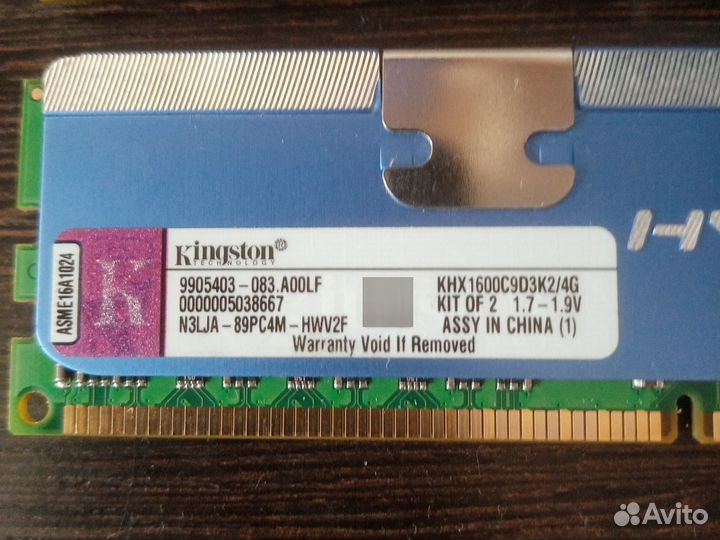 Kingston®
TECHNOLOGY
9905403-083.A00LF
0000005038667
N3LJA-89PC4M-HWV2F
KHX1600C9D3K2/4G
KIT OF 2 1.7-1.9V
ASSY IN CHINA (1)
Warranty Void If Removed
ASME16A1024
K
Avito